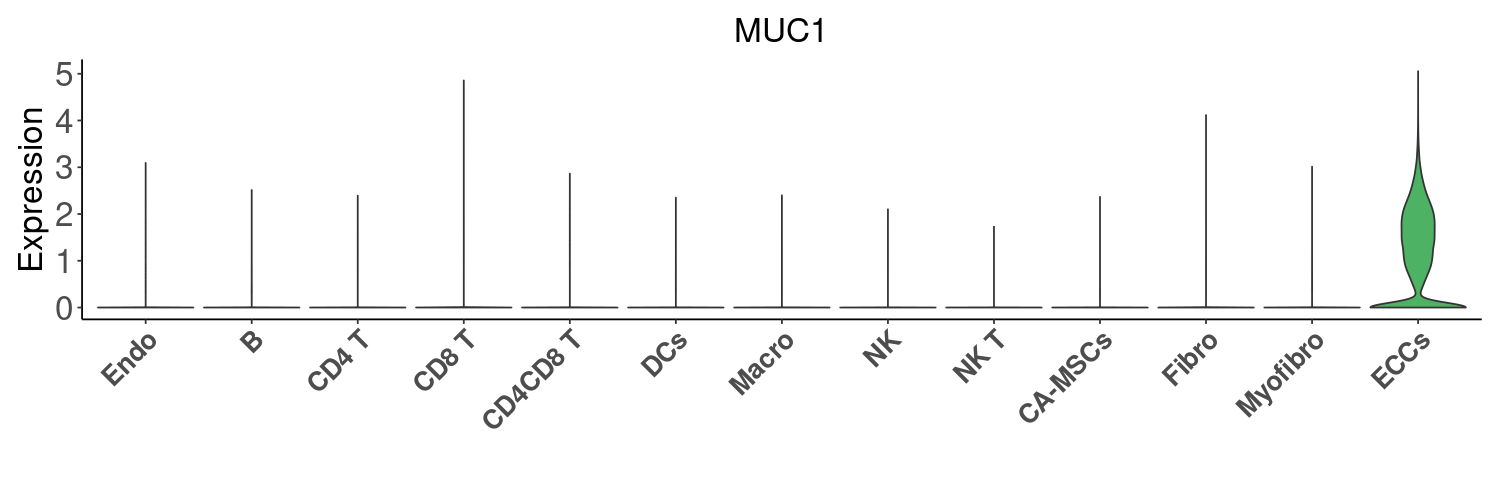 MUC1
Expression
5
4
3
2
1
0
Endo
B
CD4 T
CD8 T
CD4CD8 T
DCs
Macro
NK
NK T
CA-MSCs
Fibro
Myofibro
ECCs